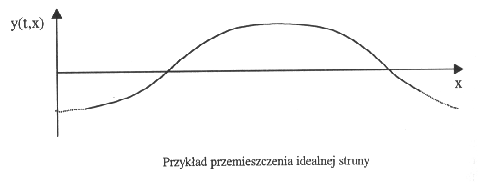 y(t,x)
x
Przykład przemieszczenia idealnej struny